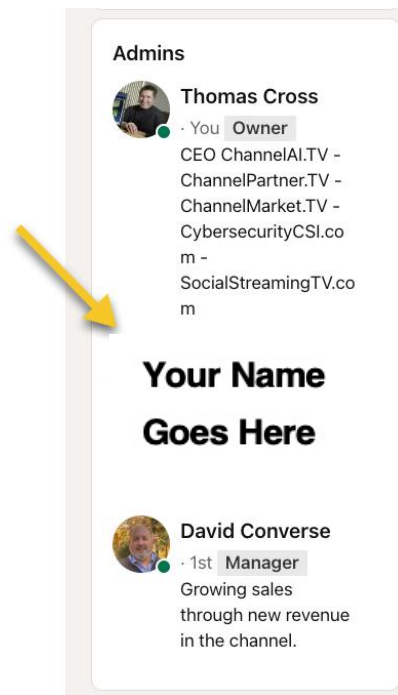 Admins
Thomas Cross
· You Owner
CEO ChannelAI.TV -
ChannelPartner.TV -
ChannelMarket.TV -
CybersecurityCSI.co
m -
SocialStreamingTV.co
m
Your Name
Goes Here
David Converse
· 1st Manager
Growing sales
through new revenue
in the channel.